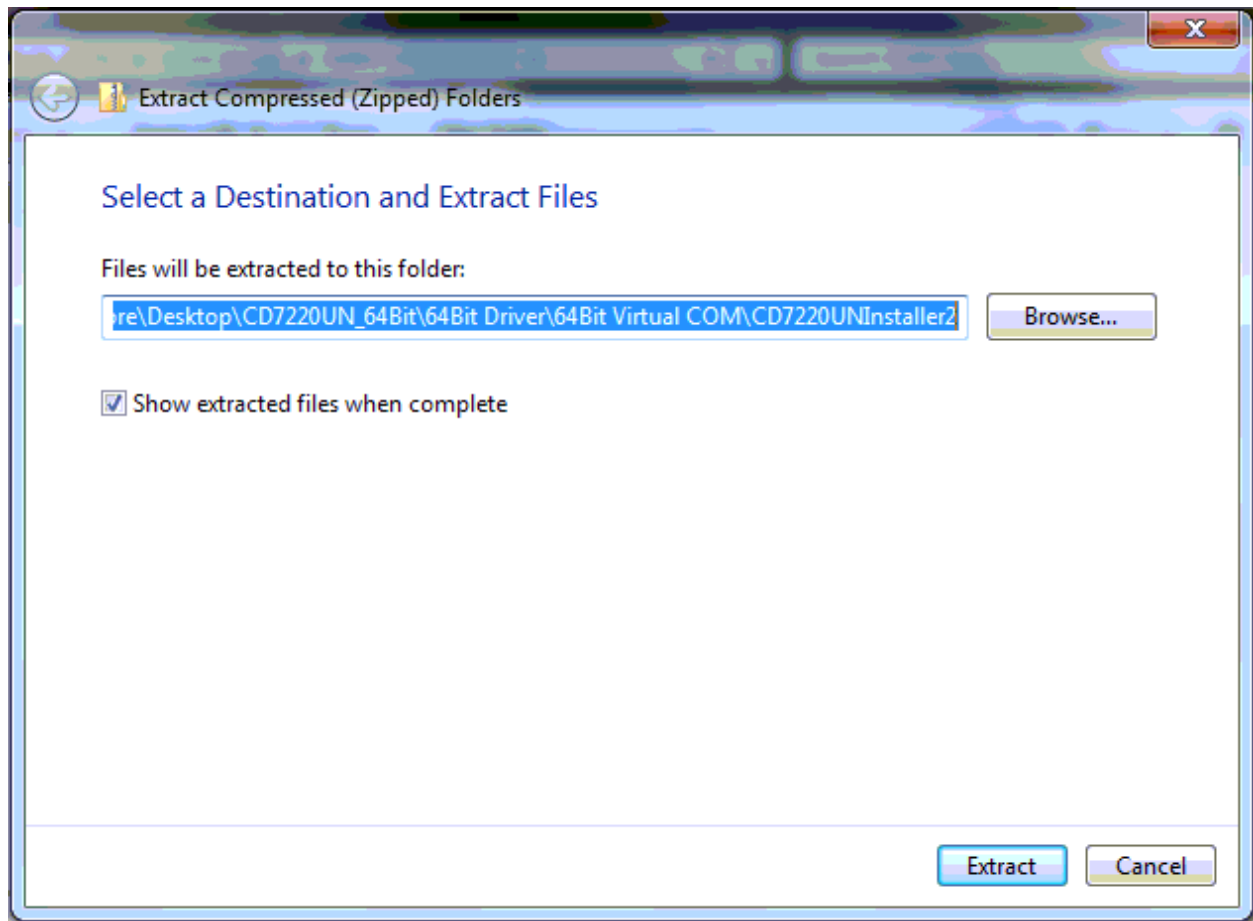 Extract Compressed (Zipped) Folders
Select a Destination and Extract Files
Files will be extracted to this folder:
\Desktop\CD7220UN_64Bit\64Bit Driver\64Bit Virtual COM\CD7220UNInstaller2
Browse...
Show extracted files when complete
Extract
Cancel